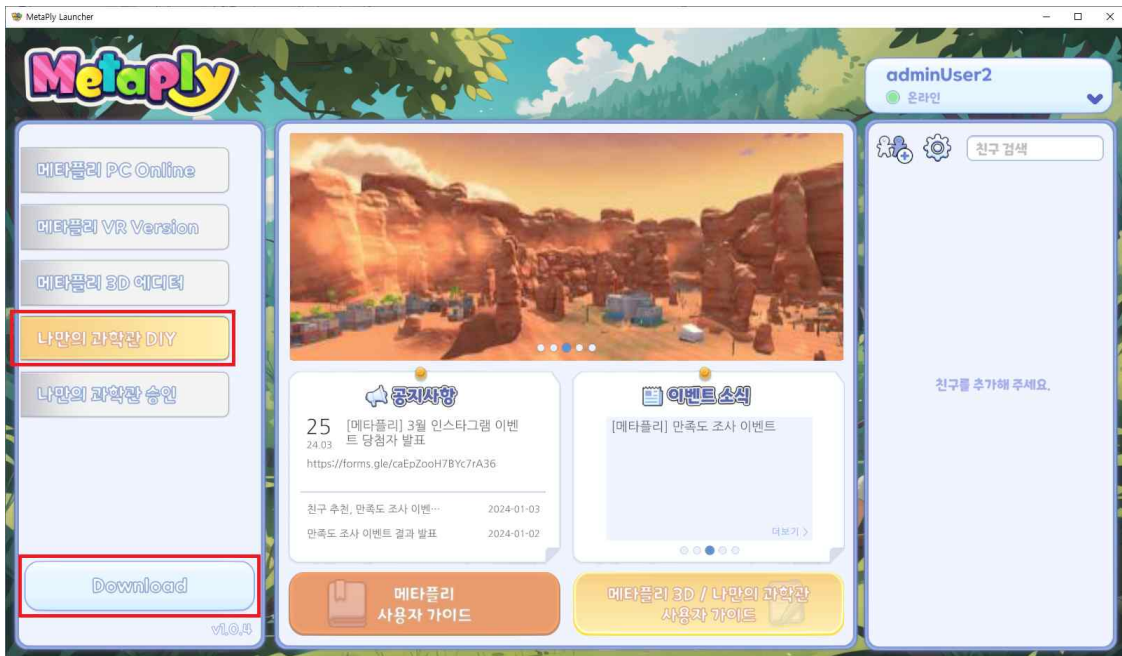 MetaPly Launcher
Metaply
adminUser2
온라인
메타플리 PC Online
메타플리 VR Version
메타플리 3D 에디터
나만의 과학관 DIY
나만의 과학관 승인
Download
v1.0.4
공지사항
25
24.03
[메타플리] 3월 인스타그램 이벤
트 당첨자 발표
https://forms.gle/caEpZooH7BYc7rA36
친구 추천, 만족도 조사 이벤… 2024-01-03
만족도 조사 이벤트 결과 발표 2024-01-02
이벤트 소식
[메타플리] 만족도 조사 이벤트
더보기 >
메타플리
사용자 가이드
메타플리 3D / 나만의 과학관
사용자 가이드
친구 검색
친구를 추가해 주세요.